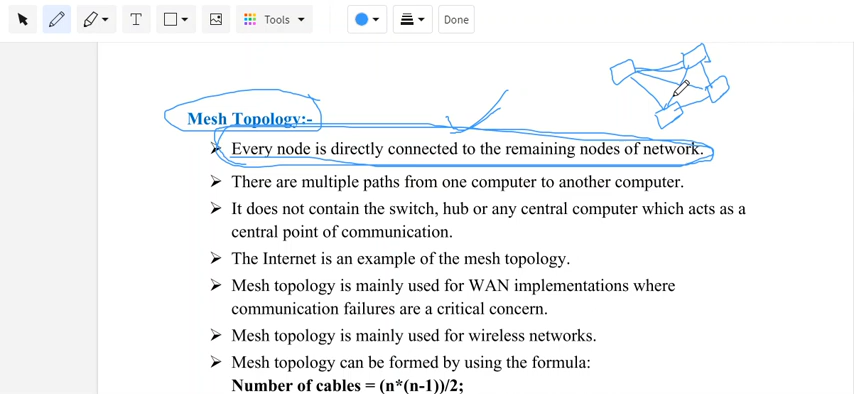 T
Tools
Done
Mesh Topology:-
➢ Every node is directly connected to the remaining nodes of network.
➢ There are multiple paths from one computer to another computer.
➢ It does not contain the switch, hub or any central computer which acts as a
central point of communication.
➢ The Internet is an example of the mesh topology.
➢ Mesh topology is mainly used for WAN implementations where
communication failures are a critical concern.
➢ Mesh topology is mainly used for wireless networks.
➢ Mesh topology can be formed by using the formula:
Number of cables = (n*(n-1))/2;